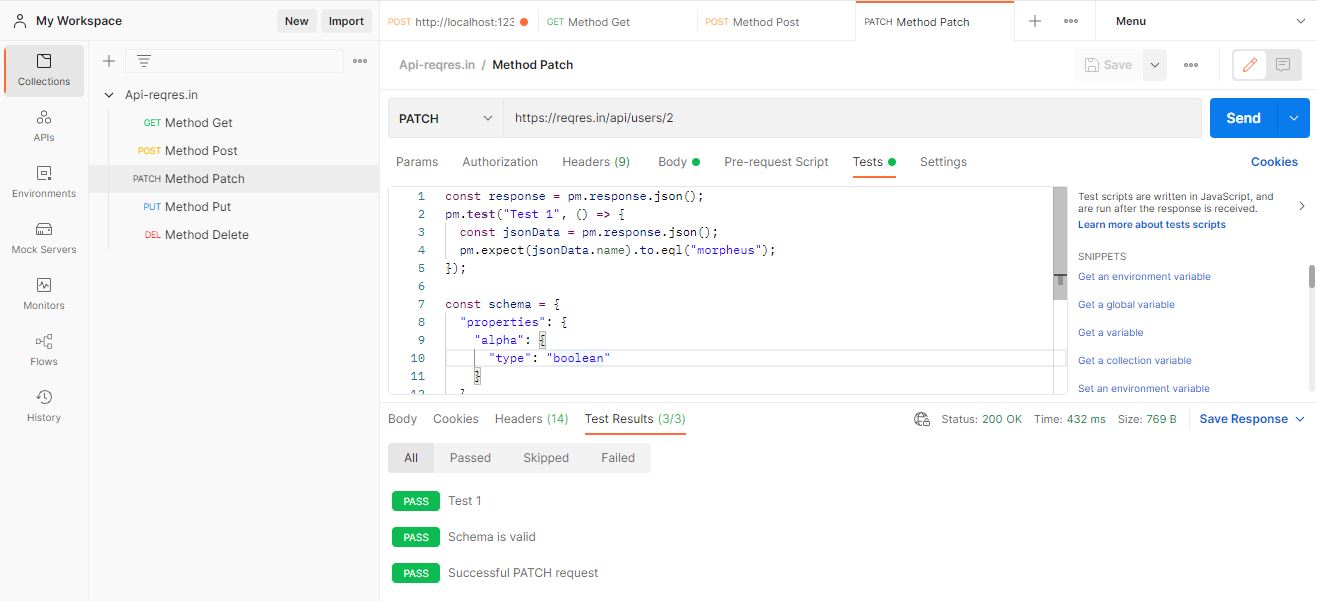 My Workspace
New
Import
POST http://localhost:123
GET Method Get
POST Method Post
PATCH Method Patch
Menu
Collections
APIs
Environments
Mock Servers
Monitors
Flows
History
Api-reqres.in
GET Method Get
POST Method Post
PATCH Method Patch
PUT Method Put
DEL Method Delete
Api-reqres.in / Method Patch
Save
PATCH
https://reqres.in/api/users/2
Send
Params
Authorization
Headers (9)
Body
Pre-request Script
Tests
Settings
Cookies
1 const response = pm.response.json();
2 pm.test("Test 1", () => {
3 const jsonData = pm.response.json();
4 pm.expect(jsonData.name).to.eql("morpheus");
5 });
6
7 const schema = {
8 "properties": {
9 "alpha": {
10 "type": "boolean"
11 }
12 }
Test scripts are written in JavaScript, and
are run after the response is received.
Learn more about tests scripts
SNIPPETS
Get an environment variable
Get a global variable
Get a variable
Get a collection variable
Set an environment variable
Body
Cookies
Headers (14)
Test Results (3/3)
Status: 200 OK
Time: 432 ms
Size: 769 B
Save Response
All
Passed
Skipped
Failed
PASS Test 1
PASS Schema is valid
PASS Successful PATCH request